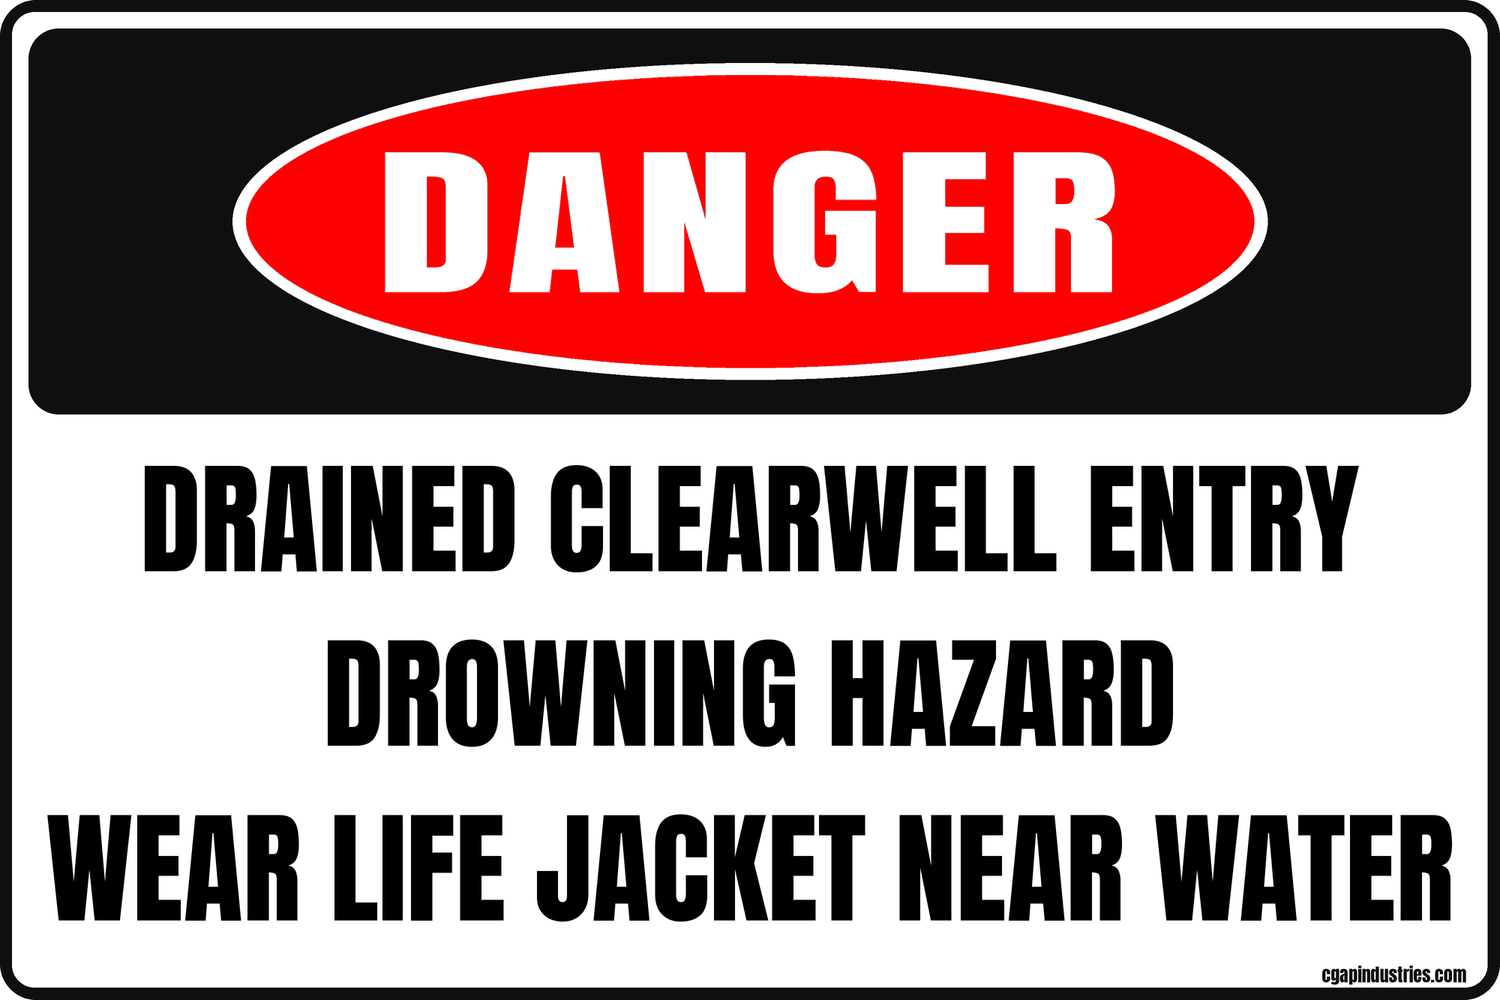 DANGER
DRAINED CLEARWELL ENTRY
DROWNING HAZARD
WEAR LIFE JACKET NEAR WATER
cgapindustries.com